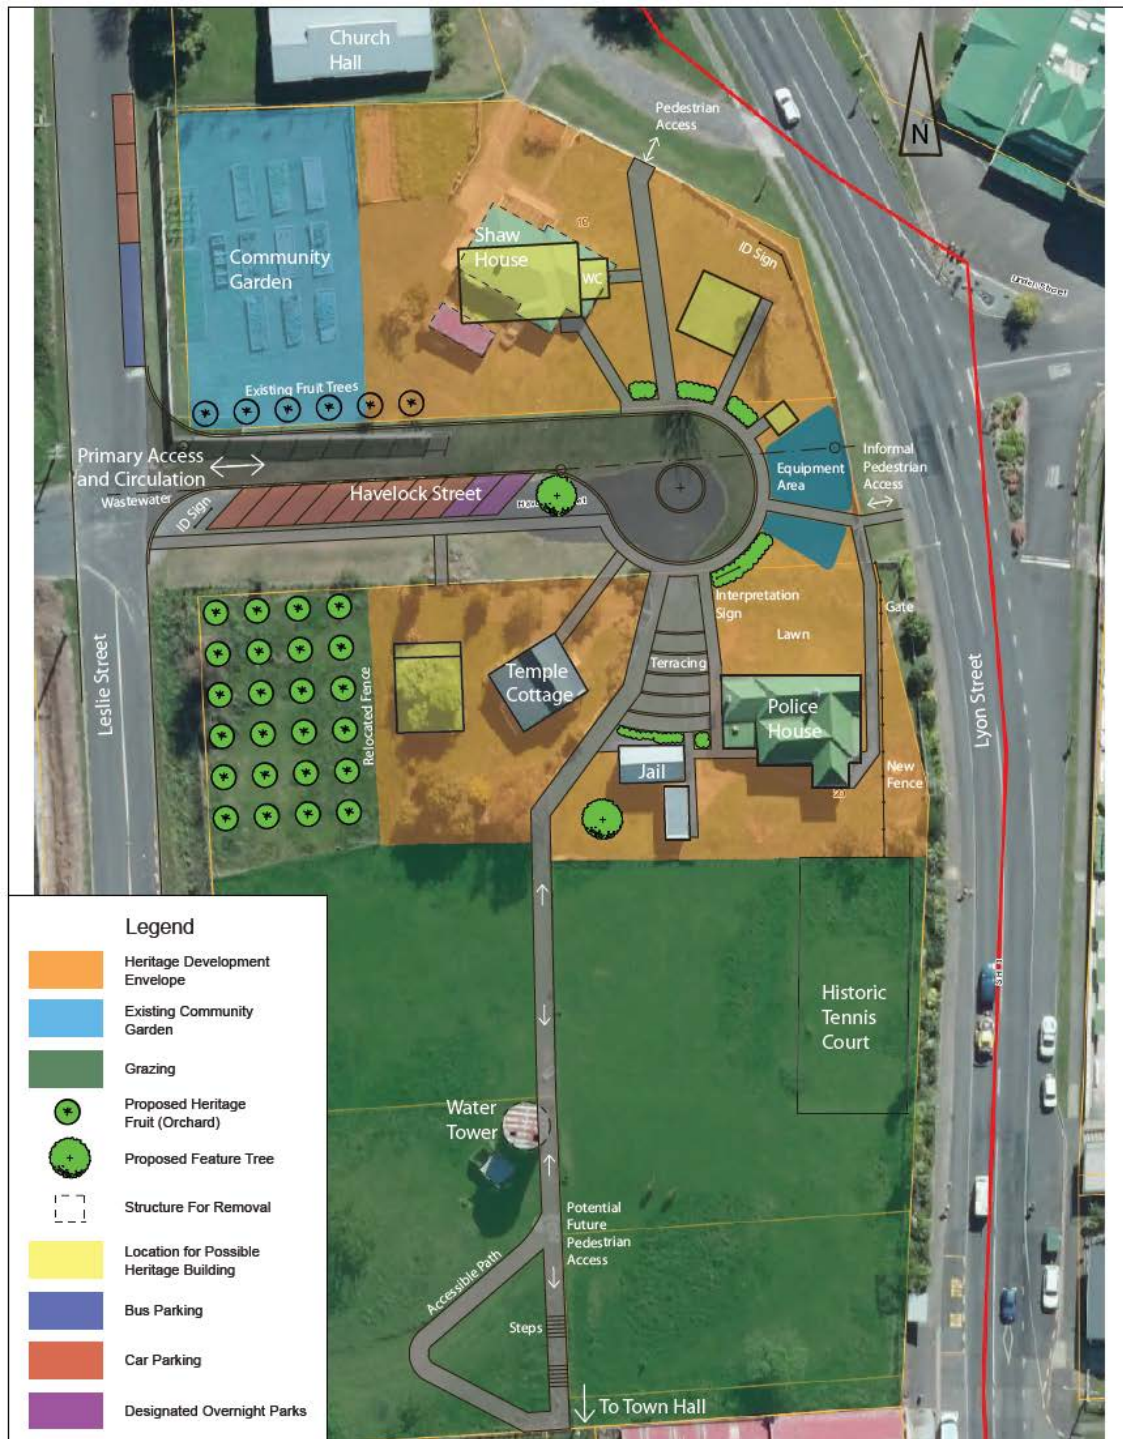 Church
Hall
Pedestrian
Access
N
Community
Garden
Shaw
House
WC
ID Sign
Existing Fruit Trees
Primary Access
and Circulation
Wastewater
ID Sign
Havelock Street
Equipment
Area
Informal
Pedestrian
Access
Interpretation
Sign
Gate
Lawn
Leslie Street
Relocated Fence
Temple
Cottage
Terracing
Police
House
Lyon Street
Jail
New
Fence
Historic
Tennis
Court
SH 1
Water
Tower
Potential
Future
Pedestrian
Access
Accessible Path
Steps
To Town Hall
Legend
Heritage Development
Envelope
Existing Community
Garden
Grazing
Proposed Heritage
Fruit (Orchard)
Proposed Feature Tree
Structure For Removal
Location for Possible
Heritage Building
Bus Parking
Car Parking
Designated Overnight Parks